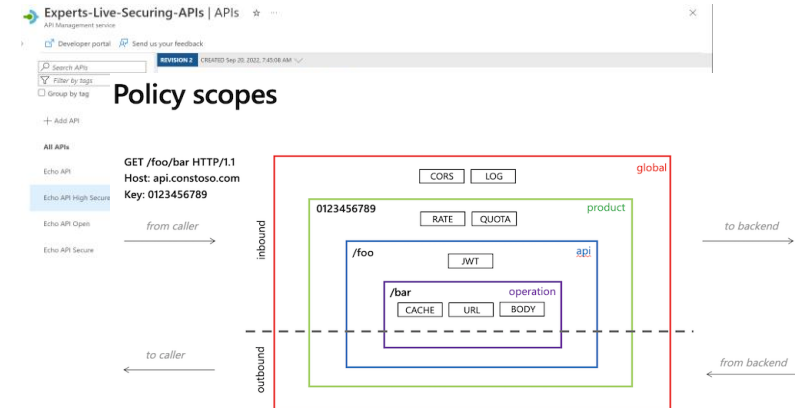 Experts-Live-Securing-APIs | APIs
API Management service
Developer portal Send us your feedback
Search APIs
Filter by tags
Group by tag
Add API
All APIs
Echo API
Echo API High Secure
Echo API Open
Echo API Secure
REVISION 2 CREATED Sep 20, 2022, 7:45:08 AM
Policy scopes
GET /foo/bar HTTP/1.1
Host: api.constoso.com
Key: 0123456789
from caller
to caller
inbound
outbound
global
CORS LOG
0123456789 product
RATE QUOTA
/foo api
JWT
/bar operation
CACHE URL BODY
to backend
from backend